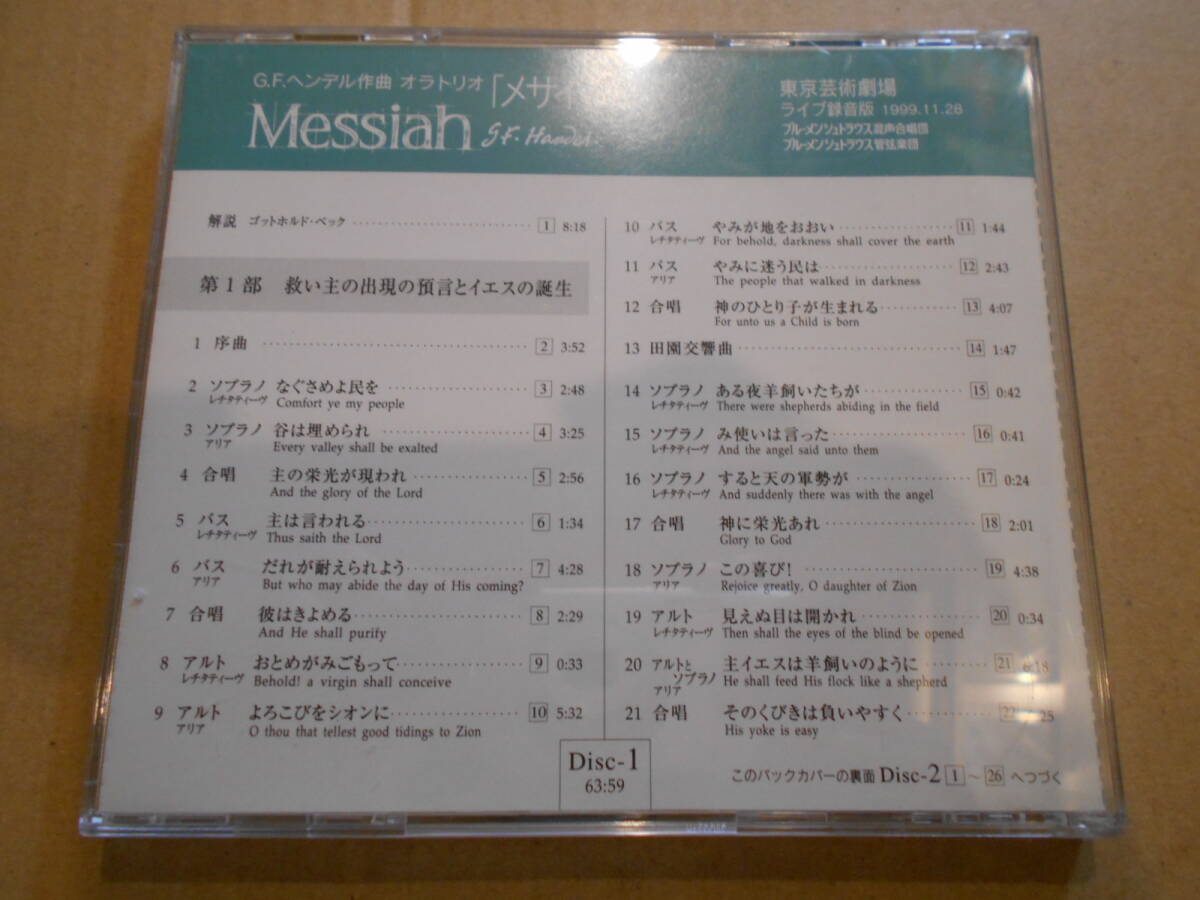 G.F.ヘンデル作曲 オラトリオ「メサイ
Messiah G.F. Handel
東京芸術劇場
ライブ録音版 1999.11.28
ブルーメンシュトラウス混声合唱団
ブルーメンシュトラウス管弦楽団
解説 ゴットホルド・ベック 1 8:18
第1部 救い主の出現の預言とイエスの誕生
1 序曲 2 3:52
2 ソプラノ なぐさめよ民を 3 2:48
レチタティーヴ Comfort ye my people
3 ソプラノ 谷は埋められ 4 3:25
アリア Every valley shall be exalted
4 合唱 主の栄光が現われ 5 2:56
And the glory of the Lord
5 バス 主は言われる 6 1:34
レチタティーヴ Thus saith the Lord
6 バス だれが耐えられよう 7 4:28
アリア But who may abide the day of His coming?
7 合唱 彼はきよめる 8 2:29
And He shall purify
8 アルト おとめがみごもって 9 0:33
レチタティーヴ Behold! a virgin shall conceive
9 アルト よろこびをシオンに 10 5:32
アリア O thou that tellest good tidings to Zion
10 バス やみが地をおおい 11 1:44
レチタティーヴ For behold, darkness shall cover the earth
11 バス やみに迷う民は 12 2:43
アリア The people that walked in darkness
12 合唱 神のひとり子が生まれる 13 4:07
For unto us a Child is born
13 田園交響曲 14 1:47
14 ソプラノ ある夜羊飼いたちが 15 0:42
レチタティーヴ There were shepherds abiding in the field
15 ソプラノ み使いは言った 16 0:41
レチタティーヴ And the angel said unto them
16 ソプラノ すると天の軍勢が 17 0:24
レチタティーヴ And suddenly there was with the angel
17 合唱 神に栄光あれ 18 2:01
Glory to God
18 ソプラノ この喜び! 19 4:38
アリア Rejoice greatly, O daughter of Zion
19 アルト 見えぬ目は開かれ 20 0:34
レチタティーヴ Then shall the eyes of the blind be opened
20 アルトと 主イエスは羊飼いのように 21
ソプラノ He shall feed His flock like a shepherd
アリア
21 合唱 そのくびきは負いやすく 22
His yoke is easy
Disc-1
63:59
このバックカバーの裏面 Disc-2 1 〜 26 へつづく